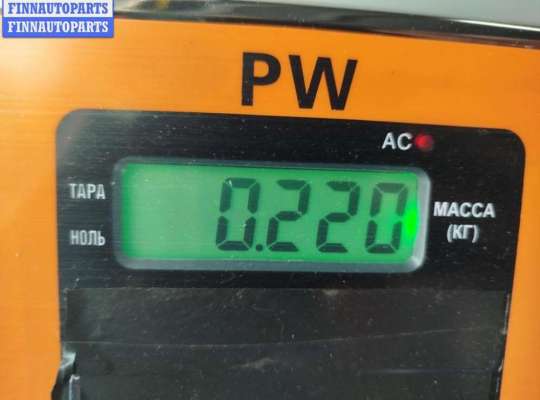 FINNAUTOPARTS
FINNAUTOPARTS
PW
AC
ТАРА
НОЛЬ
0.220
МАССА
(КГ)